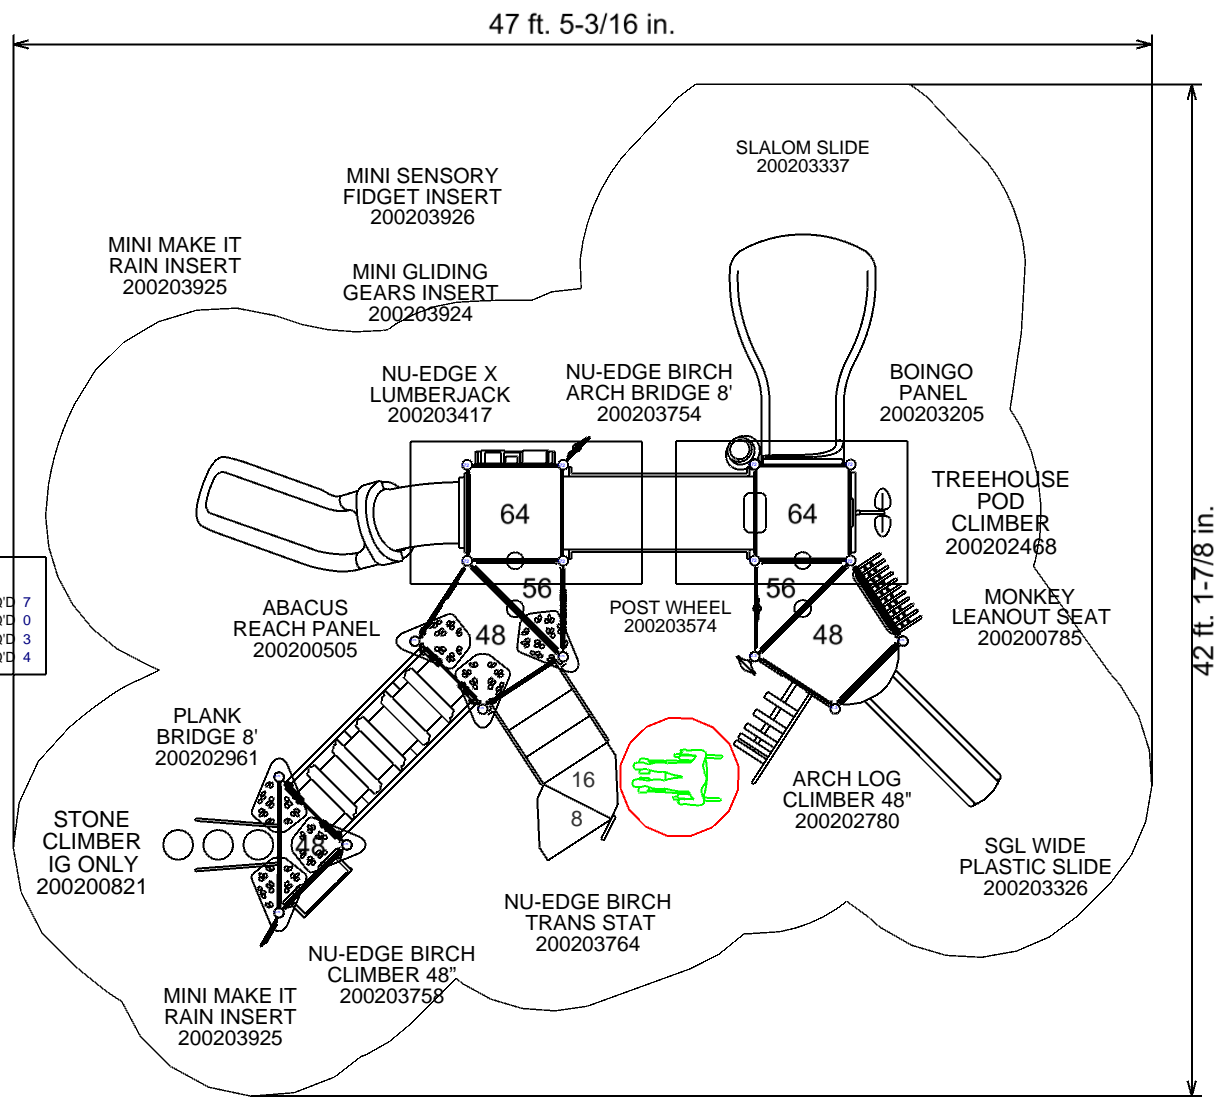 47 ft. 5-3/16 in.
SLALOM SLIDE
200203337
MINI SENSORY
FIDGET INSERT
200203926
MINI MAKE IT
RAIN INSERT
200203925
MINI GLIDING
GEARS INSERT
200203924
NU-EDGE X
LUMBERJACK
200203417
NU-EDGE BIRCH
ARCH BRIDGE 8'
200203754
BOINGO
PANEL
200203205
TREEHOUSE
POD
CLIMBER
200202468
64
64
42 ft. 1-7/8 in.
56
56
Q'D 7
Q'D 0
Q'D 3
Q'D 4
ABACUS
REACH PANEL
200200505
POST WHEEL
200203574
MONKEY
LEANOUT SEAT
200200785
48
48
PLANK
BRIDGE 8'
200202961
16
8
ARCH LOG
CLIMBER 48"
200202780
STONE
CLIMBER
IG ONLY
200200821
48
SGL WIDE
PLASTIC SLIDE
200203326
NU-EDGE BIRCH
TRANS STAT
200203764
NU-EDGE BIRCH
CLIMBER 48”
200203758
MINI MAKE IT
RAIN INSERT
200203925